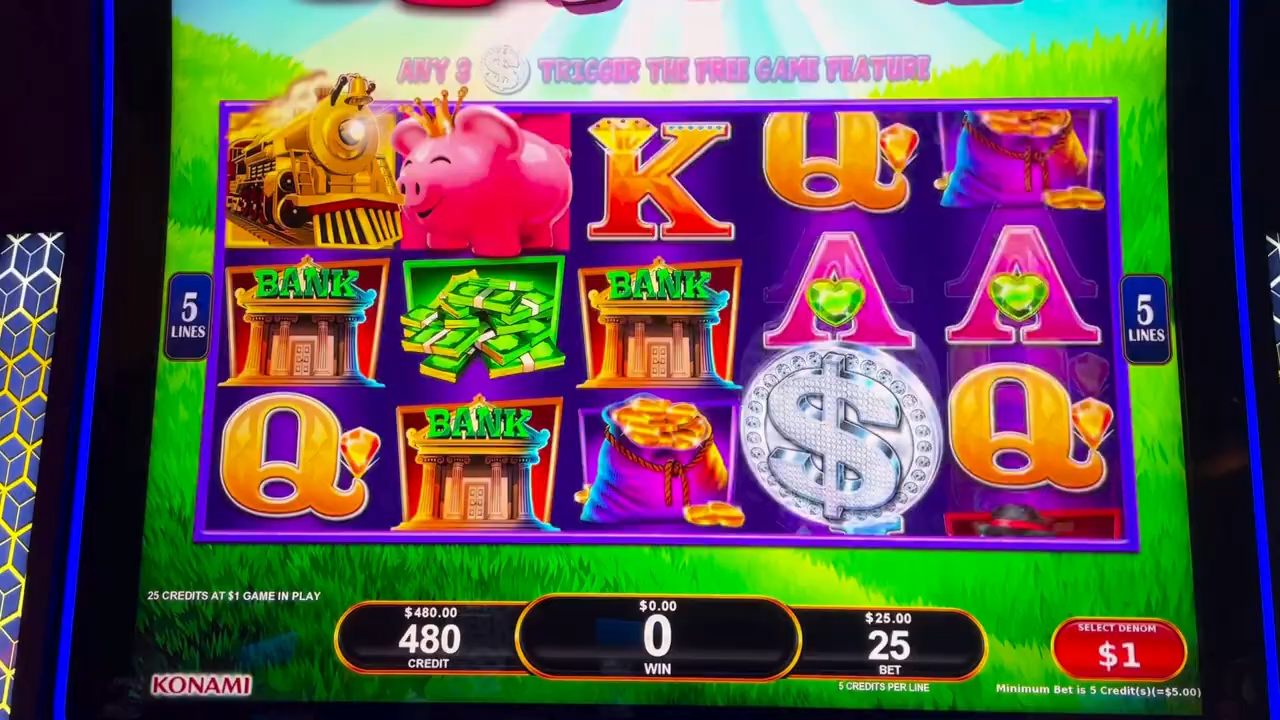 ANY 3 $ TRIGGER THE FREE GAME FEATURE
K
Q
BANK
BANK
A
A
5
LINES
5
LINES
Q
BANK
$
Q
25 CREDITS AT $1 GAME IN PLAY
$480.00
480
CREDIT
$0.00
0
WIN
$25.00
25
BET
5 CREDITS PER LINE
SELECT DENOM
$1
Minimum Bet is 5 Credit(s)(=$5.00)
KONAMI